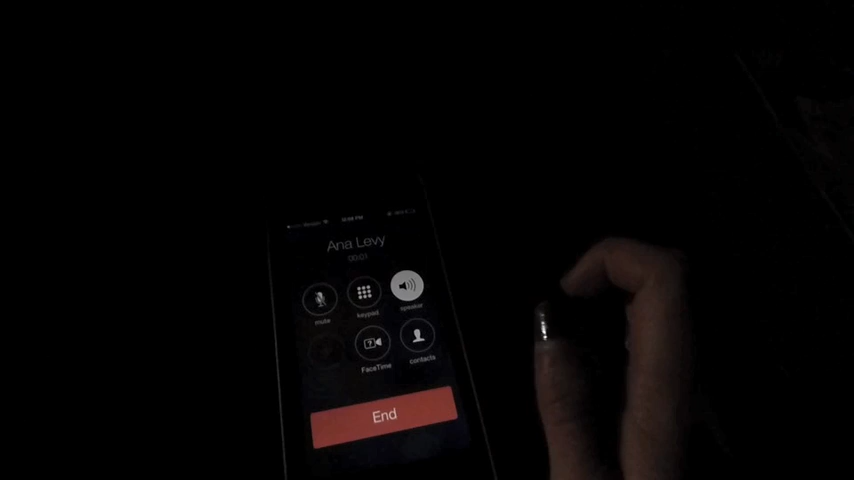 Ana Levy
00:01
mute
keypad
speaker
FaceTime
contacts
End